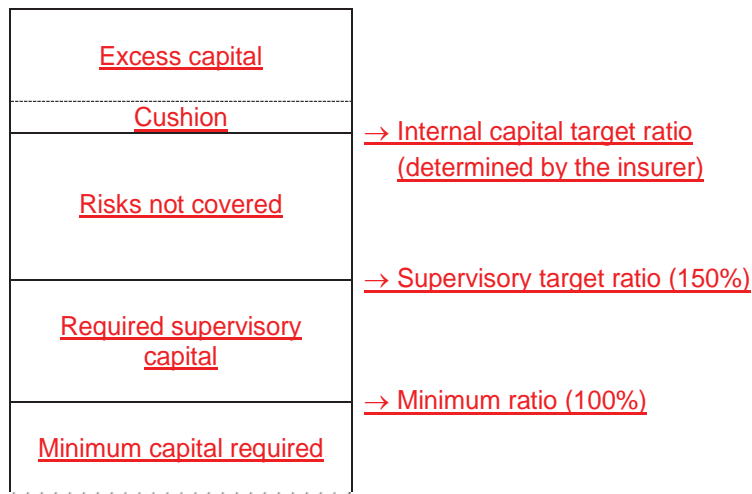 Excess capital
Cushion
→ Internal capital target ratio
(determined by the insurer)
Risks not covered
→ Supervisory target ratio (150%)
Required supervisory
capital
→ Minimum ratio (100%)
Minimum capital required